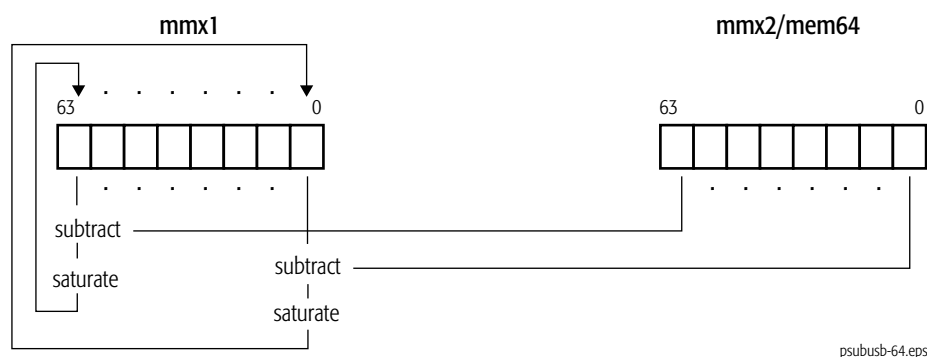 mmx1
mmx2/mem64
. . . . . .
63 0
63 0
. . . . . .
. . . . . .
subtract
saturate
subtract
saturate
psubusb-64.eps